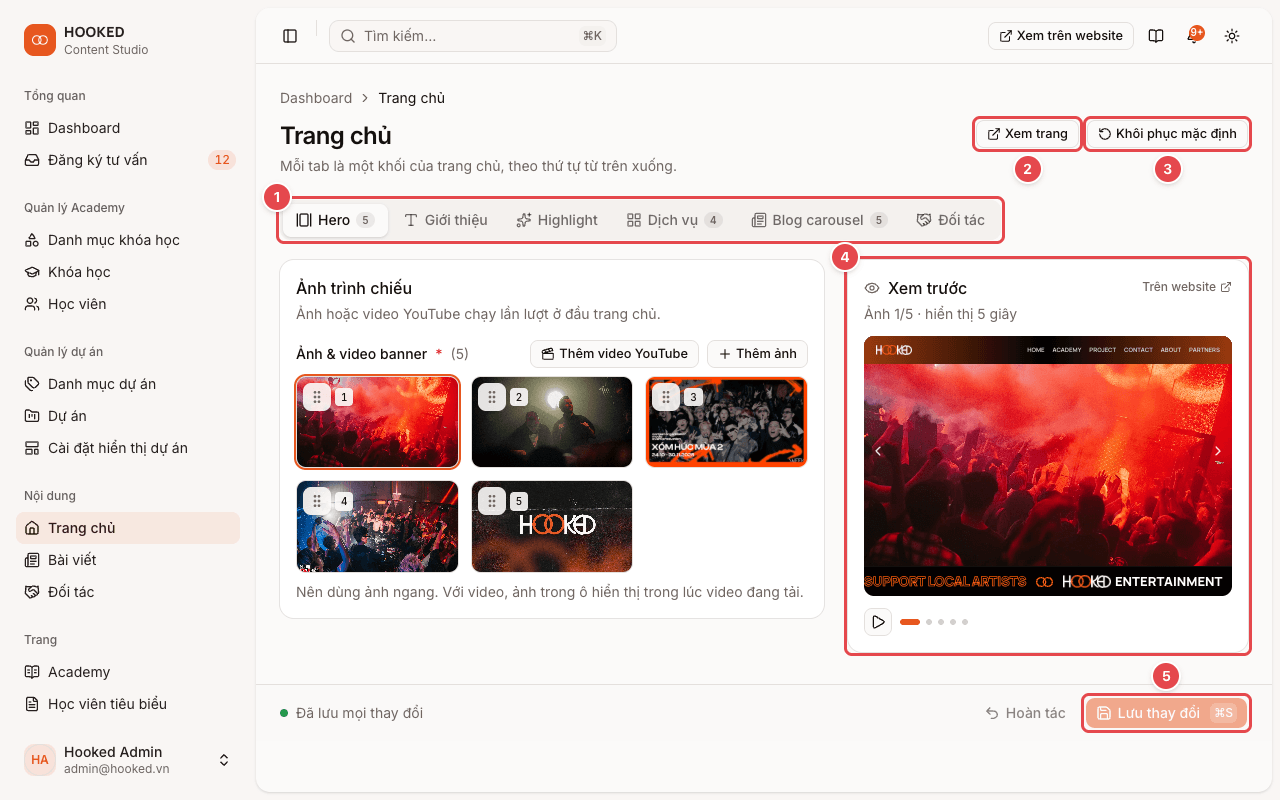 HOOKED
Content Studio
Tổng quan
Dashboard
Đăng ký tư vấn 12
Quản lý Academy
Danh mục khóa học
Khóa học
Học viên
Quản lý dự án
Danh mục dự án
Dự án
Cài đặt hiển thị dự án
Nội dung
Trang chủ
Bài viết
Đối tác
Trang
Academy
Học viên tiêu biểu
HA
Hooked Admin
admin@hooked.vn
Tìm kiếm... ⌘K
Xem trên website
9+
Dashboard > Trang chủ
Trang chủ
Mỗi tab là một khối của trang chủ, theo thứ tự từ trên xuống.
Xem trang
Khôi phục mặc định
2
3
1
Hero 5
Giới thiệu
Highlight
Dịch vụ 4
Blog carousel 5
Đối tác
Ảnh trình chiếu
Ảnh hoặc video YouTube chạy lần lượt ở đầu trang chủ.
Ảnh & video banner * (5)
Thêm video YouTube
Thêm ảnh
1
2
3
XÓM HÚC MÙA 2
4
5
HOOKED
Nên dùng ảnh ngang. Với video, ảnh trong ô hiển thị trong lúc video đang tải.
4
Xem trước
Trên website
Ảnh 1/5 · hiển thị 5 giây
HOOKED
HOME ACADEMY PROJECT CONTACT ABOUT PARTNERS
SUPPORT LOCAL ARTISTS HOOKED ENTERTAINMENT
5
Đã lưu mọi thay đổi
Hoàn tác
Lưu thay đổi ⌘S